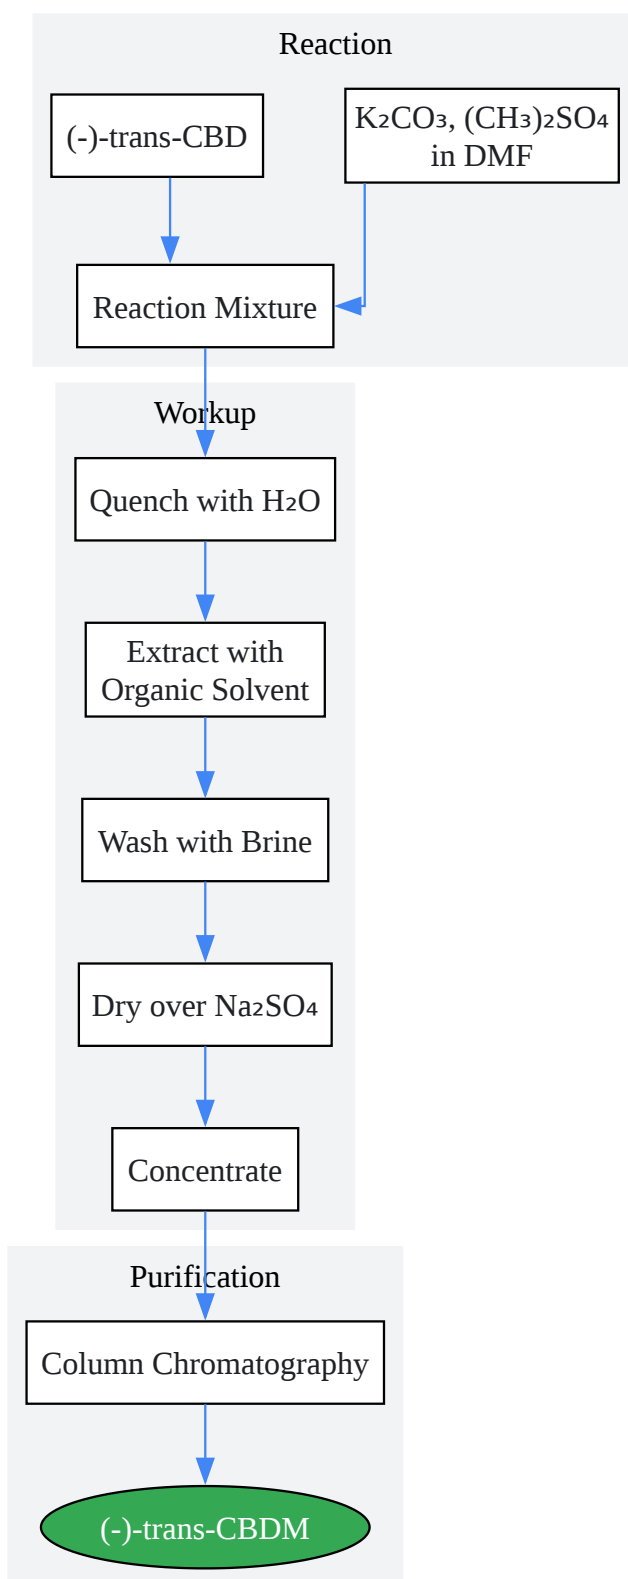 Reaction
(-)-trans-CBD
K₂CO₃, (CH₃)₂SO₄
in DMF
Reaction Mixture
Workup
Quench with H₂O
Extract with
Organic Solvent
Wash with Brine
Dry over Na₂SO₄
Concentrate
Purification
Column Chromatography
(-)-trans-CBDM